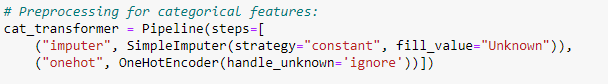 # Preprocessing for categorical features:
cat_transformer = Pipeline(steps=[
    ("imputer", SimpleImputer(strategy="constant", fill_value="Unknown")),
    ("onehot", OneHotEncoder(handle_unknown='ignore'))])